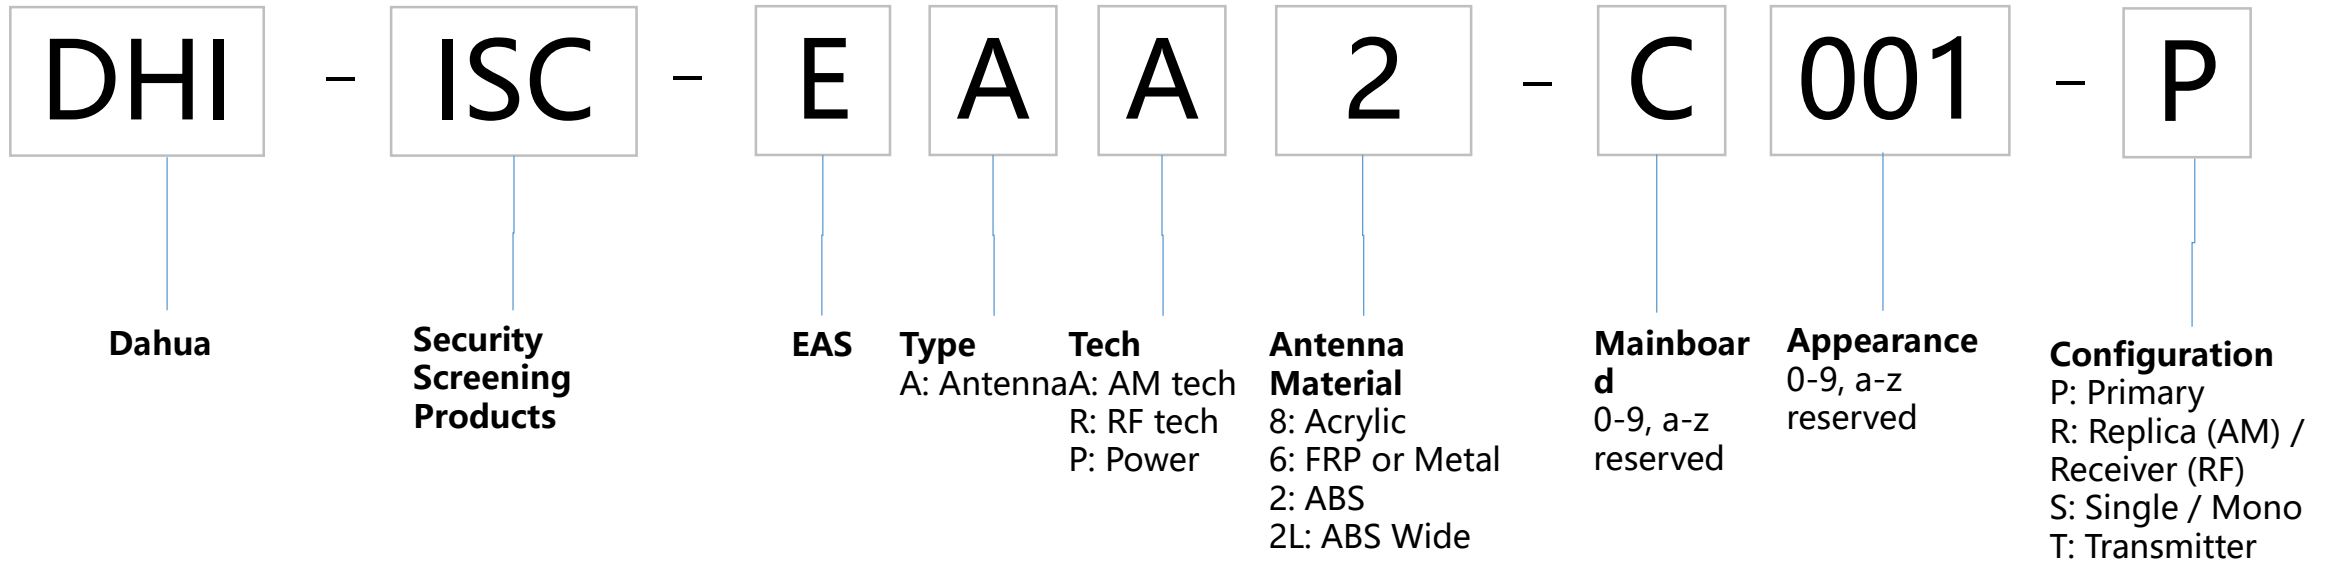 DHI - ISC - E A A 2 - C 001 - P
Dahua
Security
Screening
Products
EAS
Type
A: Antenna
Tech
A: AM tech
R: RF tech
P: Power
Antenna
Material
8: Acrylic
6: FRP or Metal
2: ABS
2L: ABS Wide
Mainboar
d
0-9, a-z
reserved
Appearance
0-9, a-z
reserved
Configuration
P: Primary
R: Replica (AM) /
Receiver (RF)
S: Single / Mono
T: Transmitter